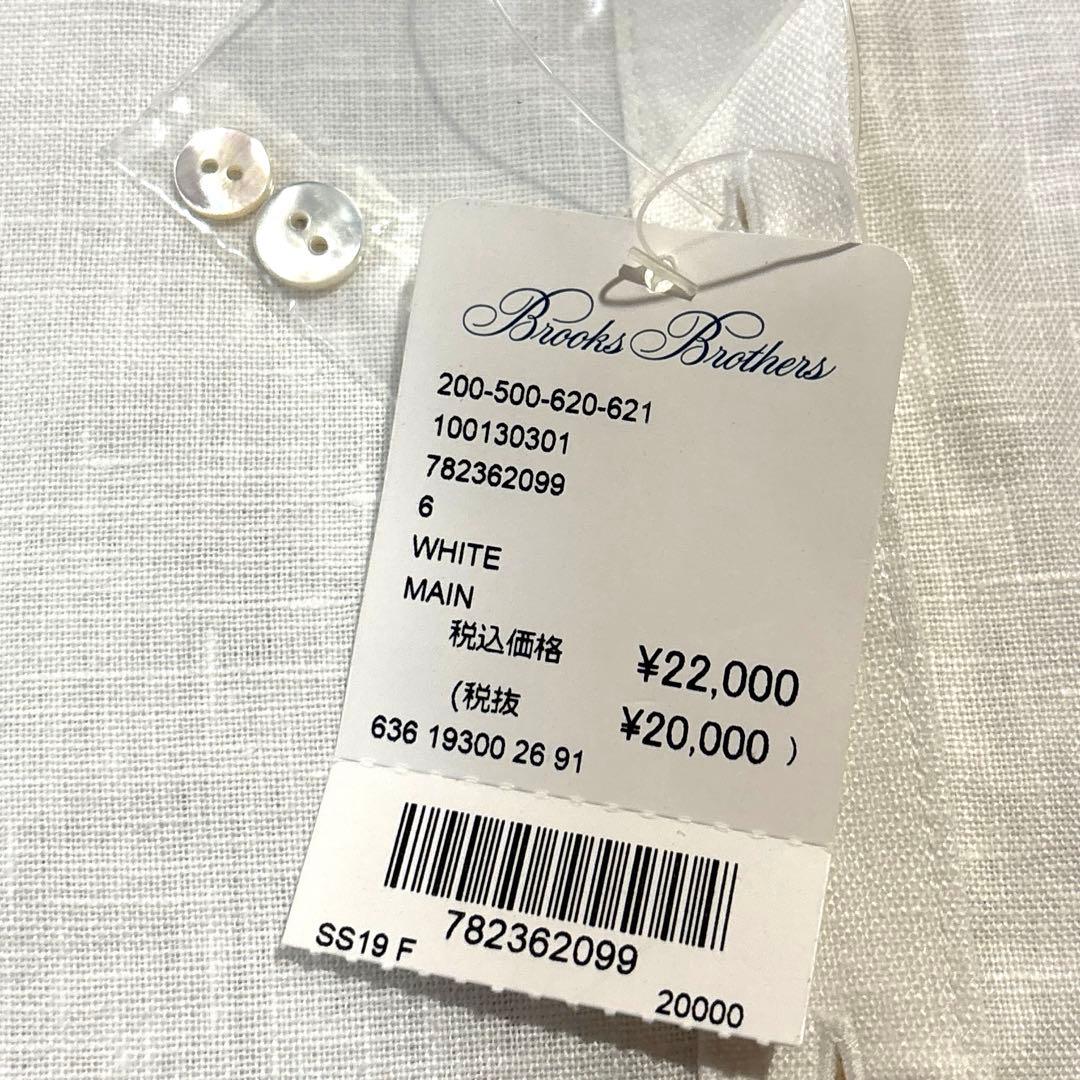 Brooks Brothers
200-500-620-621
100130301
782362099
6
WHITE
MAIN
税込価格 ¥22,000
(税抜 ¥20,000 )
636 19300 26 91
782362099
SS19 F
20000